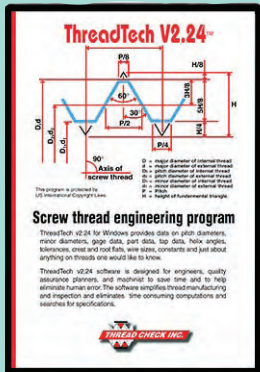 ThreadTech V2.24™
P/8
H/8
60°
3H/8
5H/8
H
D,d
D₂,d₂
D₁,d₁
30°
P/2
H/4
P/4
90°
Axis of
screw thread
D = major diameter of internal thread
d = major diameter of external thread
D₂ = pitch diameter of internal thread
d₂ = pitch diameter of external thread
D₁ = minor diameter of internal thread
d₁ = minor diameter of external thread
P = Pitch
H = height of fundamental triangle
This program is protected by
US International Copyright Laws
Screw thread engineering program
ThreadTech v2.24 for Windows provides data on pitch diameters,
minor diameters, gage data, part data, tap data, helix angles,
tolerances, crest and root flats, wire sizes, constants and just about
anything on threads one would like to know.
ThreadTech v2.24 software is designed for engineers, quality
assurance planners, and machinist to save time and to help
eliminate human error. The software simplifies thread manufacturing
and inspection and eliminates time consuming computations and
searches for specifications.
THREAD CHECK INC.